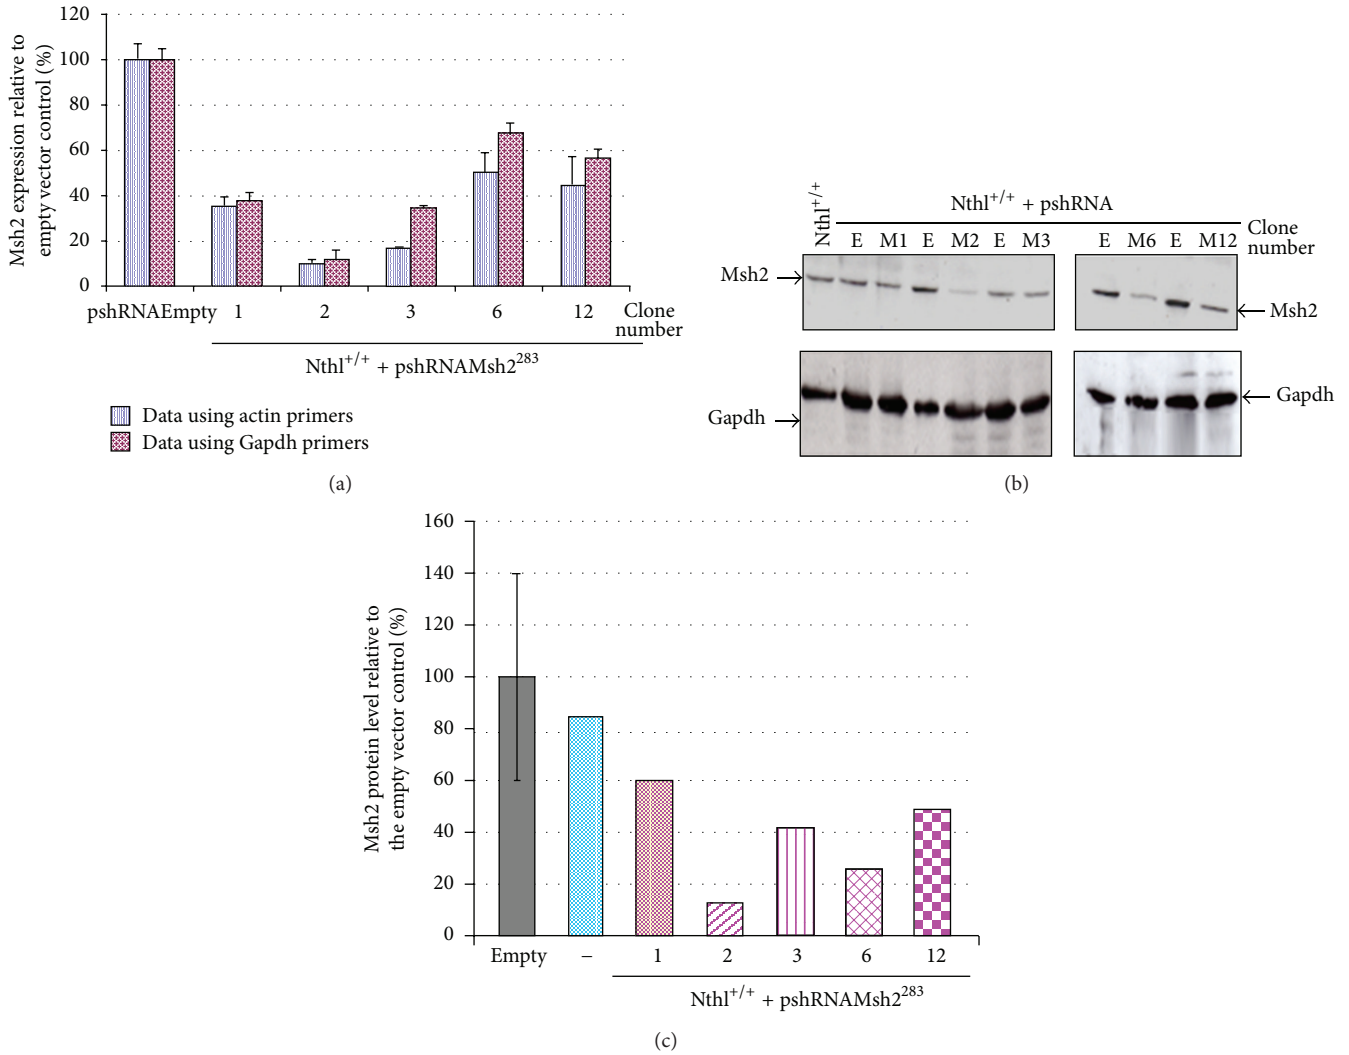 Msh2 expression relative to
empty vector control (%)
120
100
80
60
40
20
0
pshRNAEmpty 1 2 3 6 12 Clone
number
Nthl+/+ + pshRNAMsh2283
Data using actin primers
Data using Gapdh primers
(a)
Nthl+/+
Nthl+/+ + pshRNA
Clone
number
E M1 E M2 E M3 E M6 E M12
Msh2
Msh2
Gapdh
Gapdh
(b)
Msh2 protein level relative to
the empty vector control (%)
160
140
120
100
80
60
40
20
0
Empty – 1 2 3 6 12
Nthl+/+ + pshRNAMsh2283
(c)